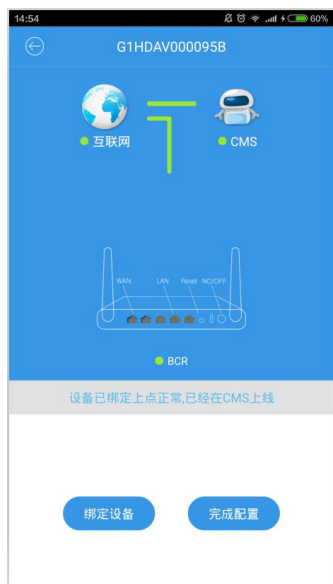 14:54
60%
G1HDAV000095B
互联网
CMS
WAN LAN Reset NO/OFF
BCR
设备已绑定上点正常,已经在CMS上线
绑定设备
完成配置